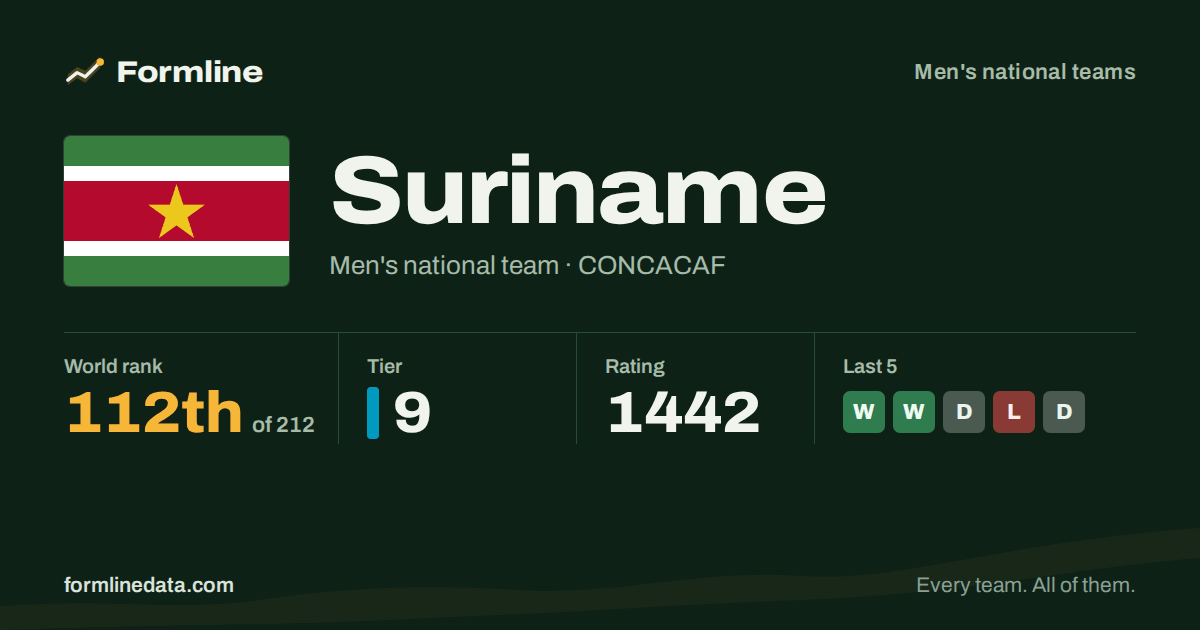 Formline
Men's national teams
Suriname
Men's national team · CONCACAF
World rank
112th of 212
Tier
9
Rating
1442
Last 5
W W D L D
formlinedata.com
Every team. All of them.